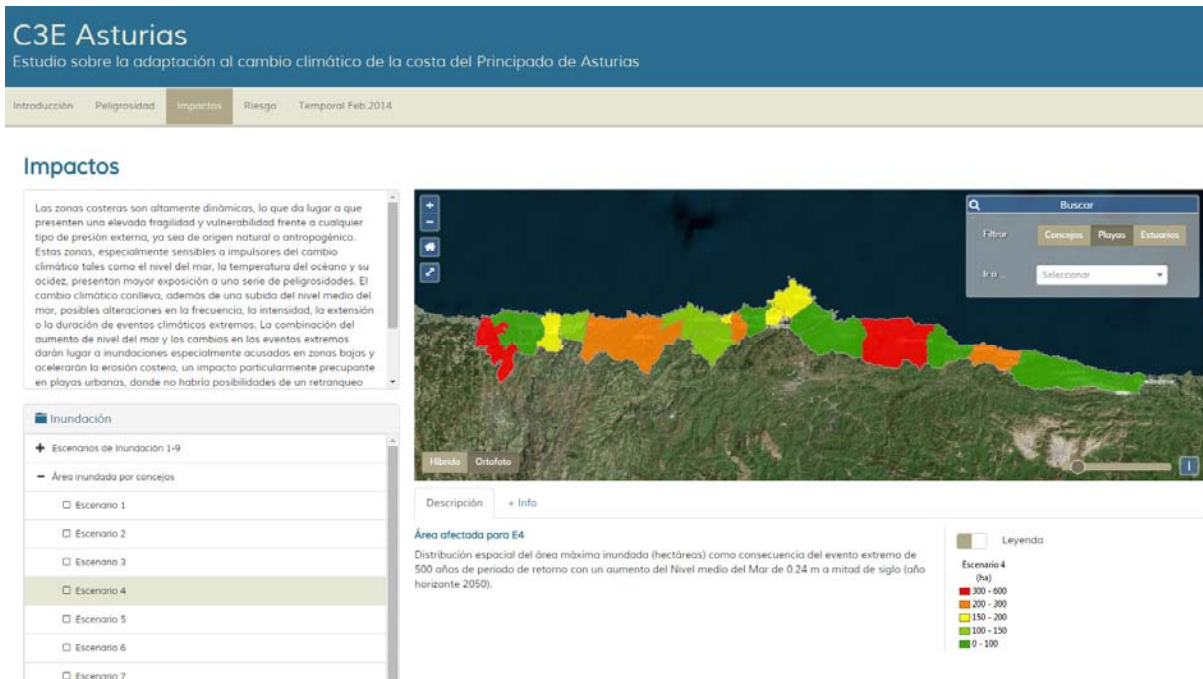 C3E Asturias
Estudio sobre la adaptación al cambio climático de la costa del Principado de Asturias
Introducción Peligrosidad Impactos Riesgo Temporal Feb.2014
Impactos
Las zonas costeras son altamente dinámicas, lo que da lugar a que
presenten una elevada fragilidad y vulnerabilidad frente a cualquier
tipo de presión externa, ya sea de origen natural o antropogénico.
Estas zonas, especialmente sensibles a impulsores del cambio
climático tales como el nivel del mar, la temperatura del océano y su
acidez, presentan mayor exposición a una serie de peligrosidades. El
cambio climático conlleva, además de una subida del nivel medio del
mar, posibles alteraciones en la frecuencia, la intensidad, la extensión
o la duración de eventos climáticos extremos. La combinación del
aumento de nivel del mar y los cambios en los eventos extremos
darán lugar a inundaciones especialmente acusadas en zonas bajas y
acelerarán la erosión costera, un impacto particularmente precupante
en playas urbanas, donde no habría posibilidades de un retranqueo
Inundación
Escenarios de Inundación 1-9
Área inundada por concejos
Escenario 1
Escenario 2
Escenario 3
Escenario 4
Escenario 5
Escenario 6
Escenario 7
Buscar
Filtrar Concejos Playas Estuarios
Ir a ... Seleccionar
Híbrido Ortofoto
Descripción + Info
Área afectada para E4
Distribución espacial del área máxima inundada (hectáreas) como consecuencia del evento extremo de
500 años de periodo de retorno con un aumento del Nivel medio del Mar de 0.24 m a mitad de siglo (año
horizonte 2050).
Leyenda
Escenario 4
(ha)
300 - 600
200 - 300
150 - 200
100 - 150
0 - 100